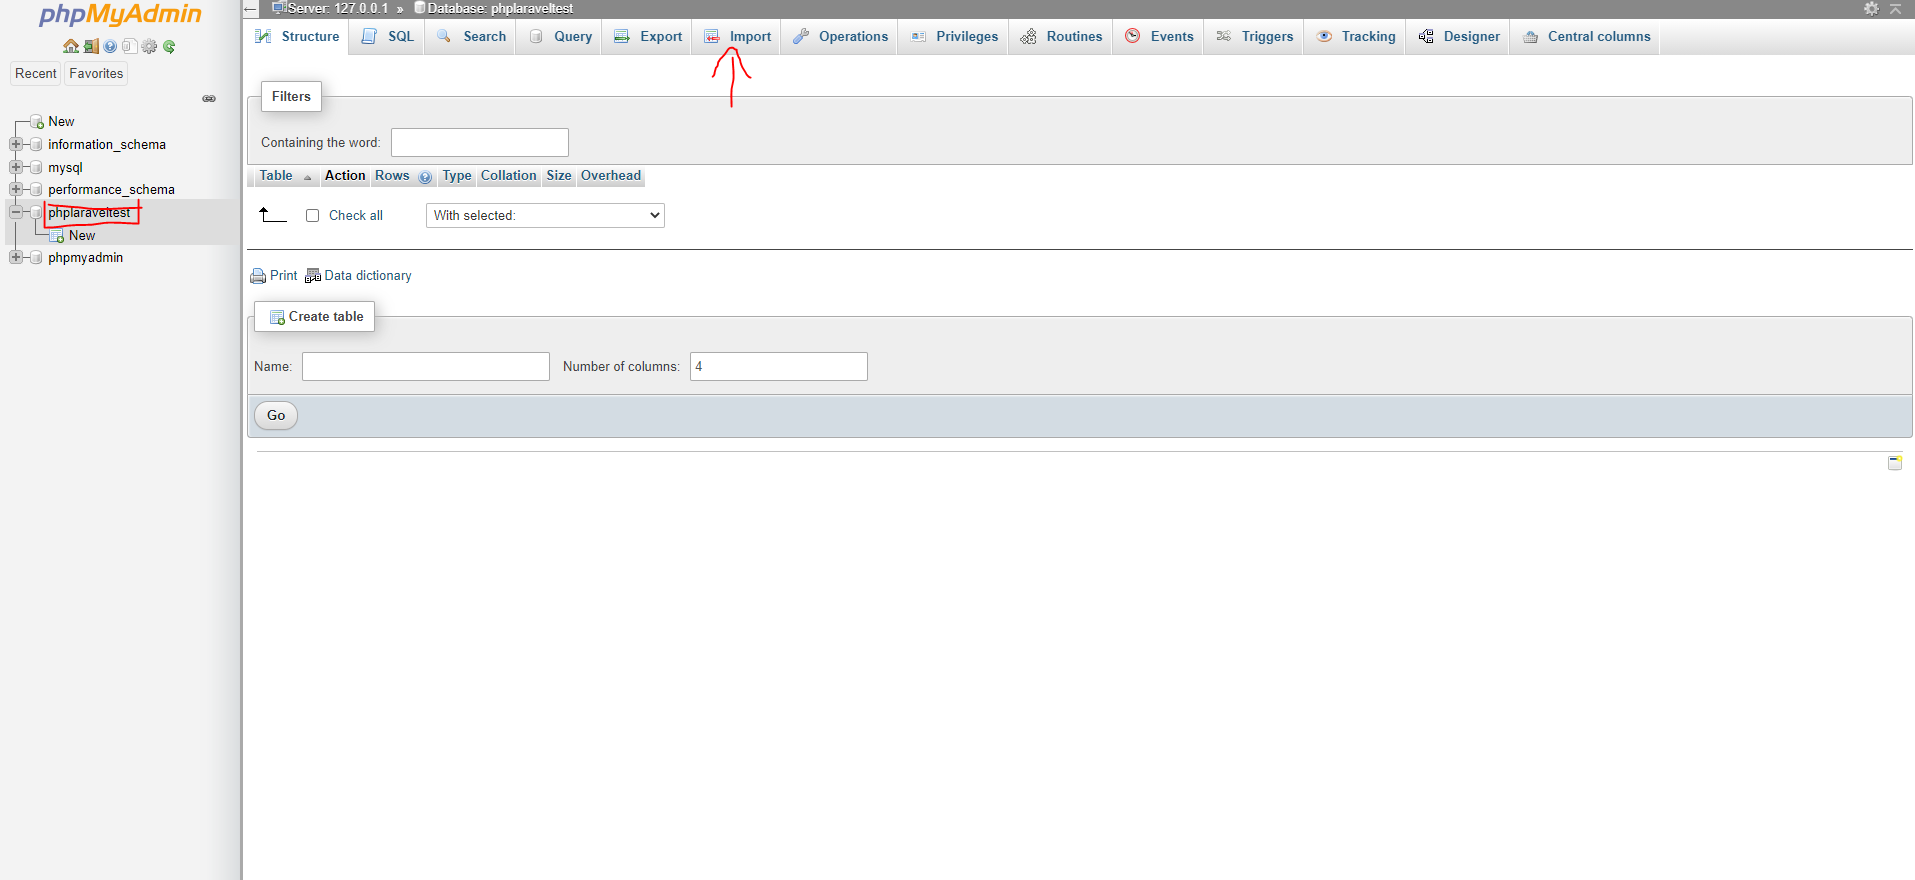 phpMyAdmin
Recent Favorites
New
information_schema
mysql
performance_schema
phplaraveltest
New
phpmyadmin
Server: 127.0.0.1 » Database: phplaraveltest
Structure SQL Search Query Export Import Operations Privileges Routines Events Triggers Tracking Designer Central columns
Filters
Containing the word:
Table Action Rows Type Collation Size Overhead
Check all With selected:
Print Data dictionary
Create table
Name: Number of columns: 4
Go